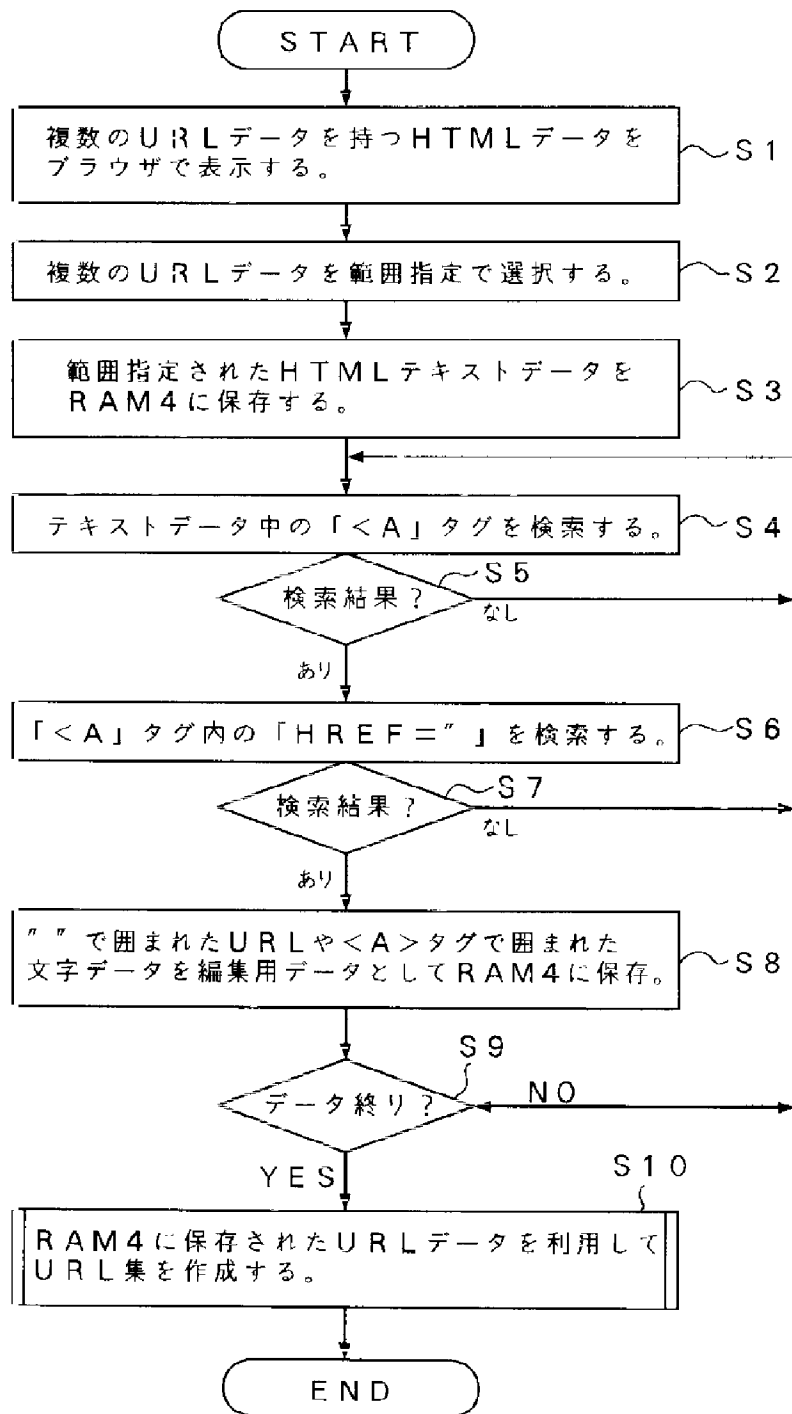 START
複数のURLデータを持つHTMLデータを
ブラウザで表示する。
S1
複数のURLデータを範囲指定で選択する。
S2
範囲指定されたHTMLテキストデータを
RAM4に保存する。
S3
テキストデータ中の「<A」タグを検索する。
S4
検索結果?
S5
なし
あり
「<A」タグ内の「HREF=″」を検索する。
S6
検索結果?
S7
なし
あり
″″で囲まれたURLや<A>タグで囲まれた
文字データを編集用データとしてRAM4に保存。
S8
データ終り?
S9
NO
YES
S10
RAM4に保存されたURLデータを利用して
URL集を作成する。
END